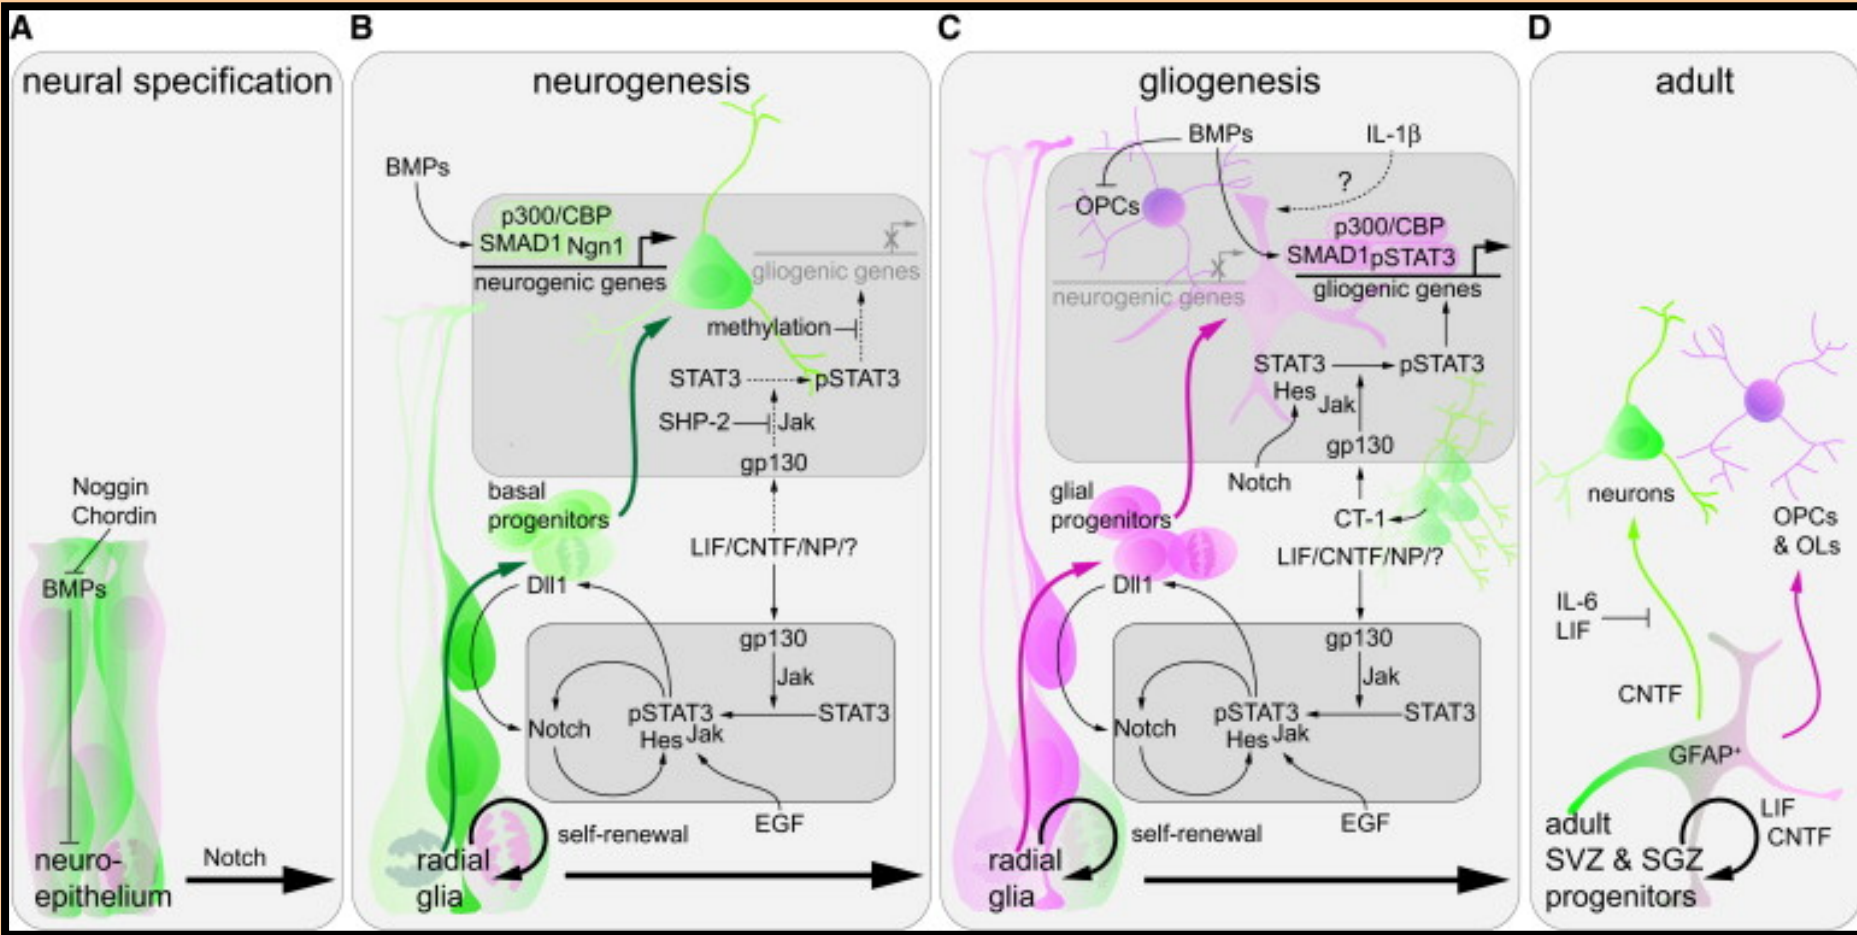 A
neural specification
Noggin
Chordin
BMPs
neuro-
epithelium
Notch
B
neurogenesis
BMPs
p300/CBP
SMAD1 Ngn1
neurogenic genes
gliogenic genes
methylation
STAT3
pSTAT3
SHP-2
Jak
gp130
basal
progenitors
LIF/CNTF/NP/?
Dll1
gp130
Jak
Notch
pSTAT3
STAT3
Hes
Jak
EGF
self-renewal
radial
glia
C
gliogenesis
BMPs
IL-1β
?
OPCs
p300/CBP
SMAD1 pSTAT3
neurogenic genes
gliogenic genes
STAT3
pSTAT3
Hes
Jak
gp130
Notch
glial
progenitors
CT-1
LIF/CNTF/NP/?
Dll1
gp130
Jak
Notch
pSTAT3
STAT3
Hes
Jak
EGF
self-renewal
radial
glia
D
adult
neurons
OPCs
& OLs
IL-6
LIF
CNTF
GFAP⁺
LIF
CNTF
adult
SVZ & SGZ
progenitors